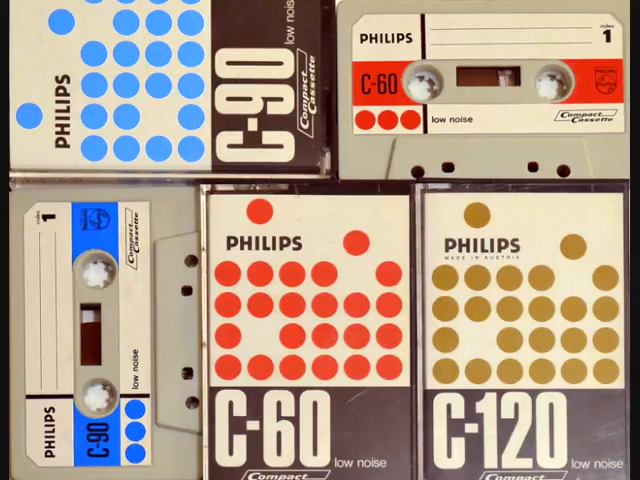 PHILIPS
C-90
low noise
Compact
Cassette
PHILIPS
index
1
C-60
PHILIPS
low noise
Compact
Cassette
index
1
PHILIPS
Compact
Cassette
low noise
PHILIPS
C-90
PHILIPS
C-60
low noise
Compact
PHILIPS
MADE IN AUSTRIA
C-120
low noise
Compact